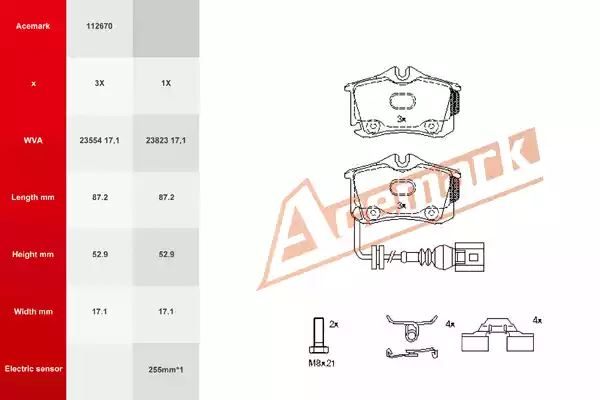 Acemark 112670
x 3X 1X
WVA 23554 17,1 23823 17,1
Length mm 87.2 87.2
Height mm 52.9 52.9
Width mm 17.1 17.1
Electric sensor 255mm*1
3x
3x
Acemark
2x
M8x21
4x
4x